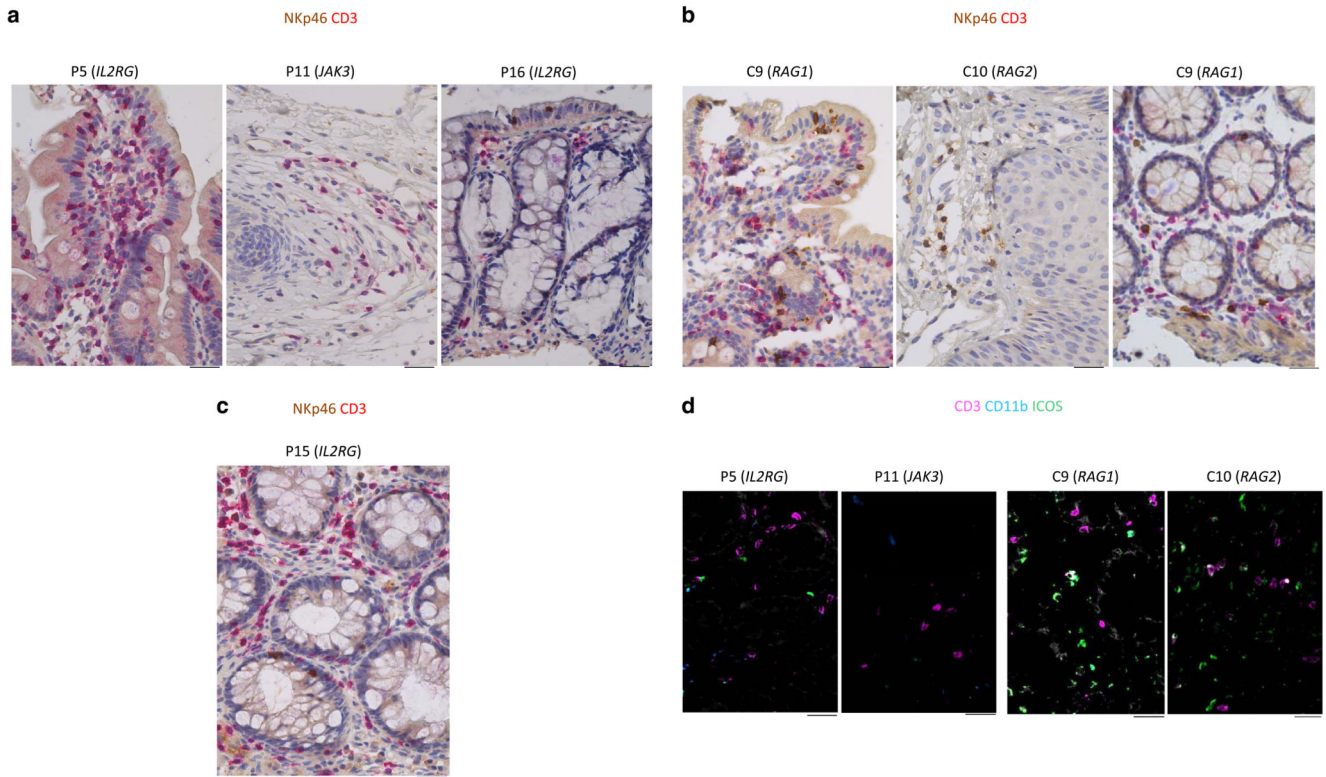 a
NKp46 CD3
P5 (IL2RG)
P11 (JAK3)
P16 (IL2RG)
b
NKp46 CD3
C9 (RAG1)
C10 (RAG2)
C9 (RAG1)
c
NKp46 CD3
P15 (IL2RG)
d
CD3 CD11b ICOS
P5 (IL2RG)
P11 (JAK3)
C9 (RAG1)
C10 (RAG2)